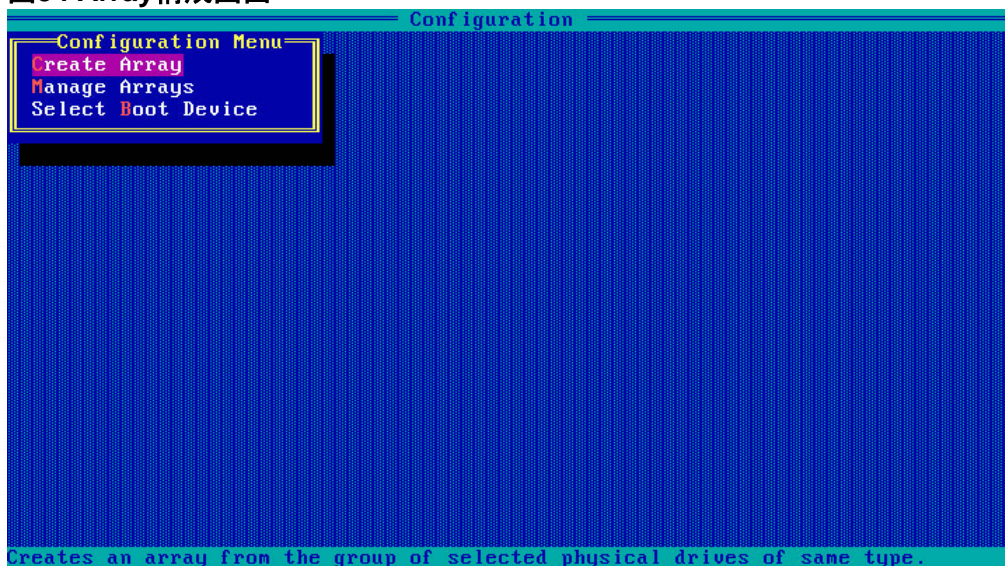 Array
Configuration
Configuration Menu
Create Array
Manage Arrays
Select Boot Device
Creates an array from the group of selected physical drives of same type.